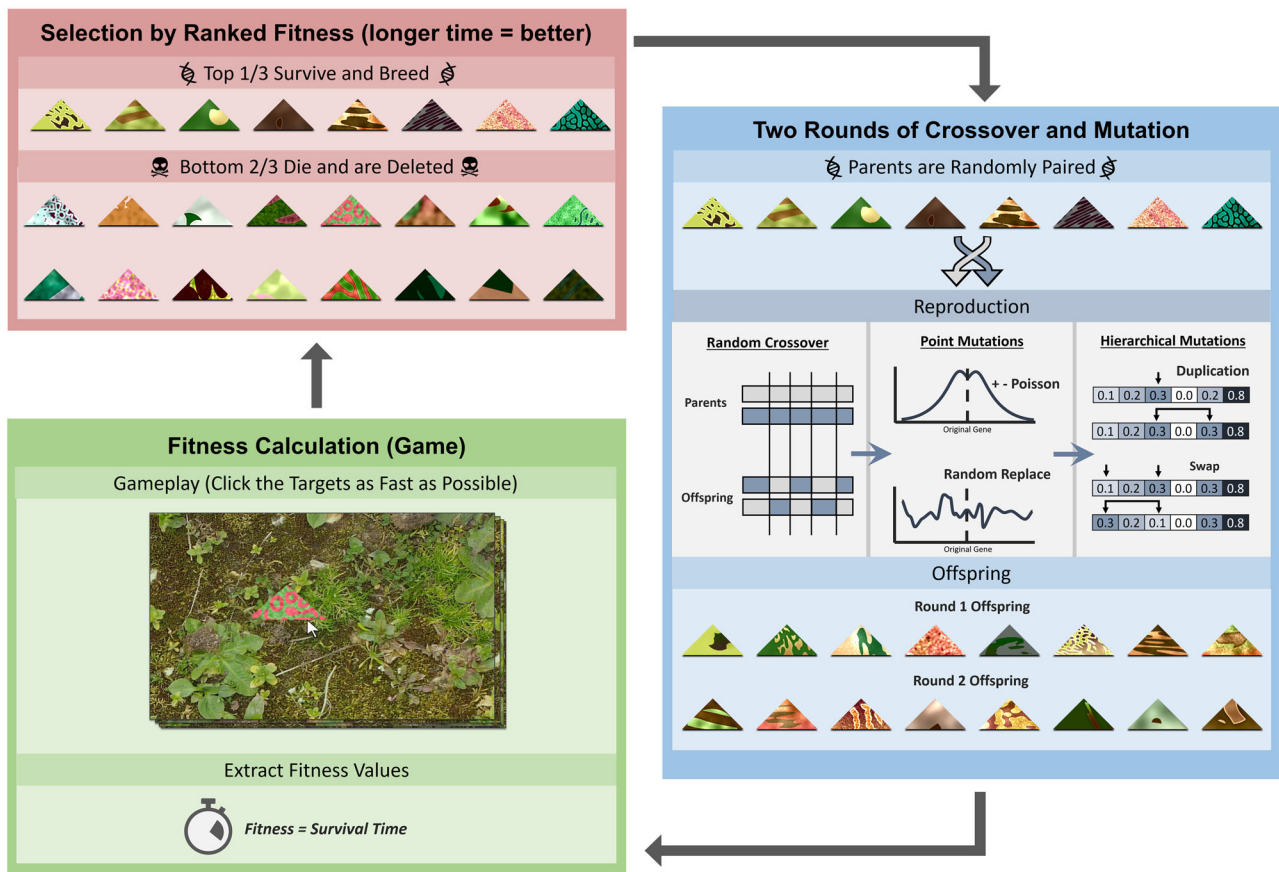 Selection by Ranked Fitness (longer time = better)
Top 1/3 Survive and Breed
Bottom 2/3 Die and are Deleted
Two Rounds of Crossover and Mutation
Parents are Randomly Paired
Reproduction
Random Crossover
Parents
Offspring
Point Mutations
+ - Poisson
Original Gene
Random Replace
Original Gene
Hierarchical Mutations
Duplication
0.1 0.2 0.3 0.0 0.2 0.8
0.1 0.2 0.3 0.0 0.3 0.8
Swap
0.1 0.2 0.3 0.0 0.3 0.8
0.3 0.2 0.1 0.0 0.3 0.8
Offspring
Round 1 Offspring
Round 2 Offspring
Fitness Calculation (Game)
Gameplay (Click the Targets as Fast as Possible)
Extract Fitness Values
Fitness = Survival Time